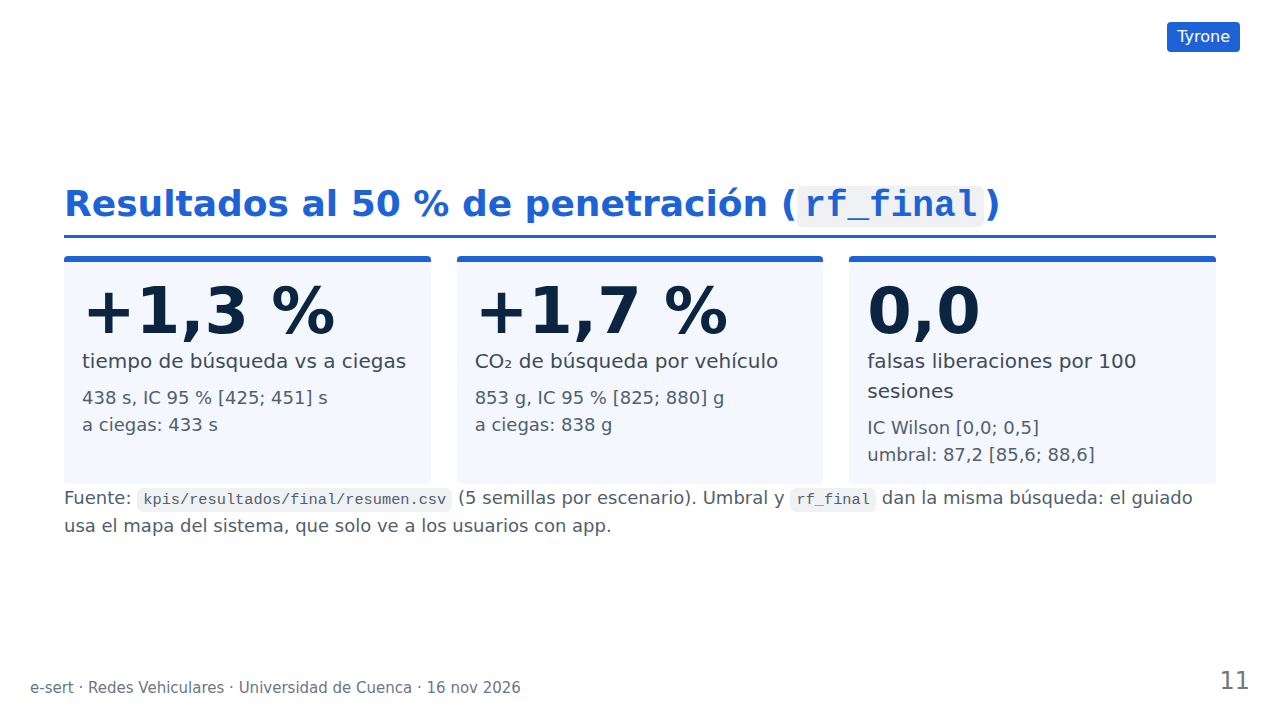 Tyrone
Resultados al 50 % de penetración (rf_final)
+1,3 %
tiempo de búsqueda vs a ciegas
438 s, IC 95 % [425; 451] s
a ciegas: 433 s
+1,7 %
CO₂ de búsqueda por vehículo
853 g, IC 95 % [825; 880] g
a ciegas: 838 g
0,0
falsas liberaciones por 100
sesiones
IC Wilson [0,0; 0,5]
umbral: 87,2 [85,6; 88,6]
Fuente: kpis/resultados/final/resumen.csv (5 semillas por escenario). Umbral y rf_final dan la misma búsqueda: el guiado
usa el mapa del sistema, que solo ve a los usuarios con app.
e-sert · Redes Vehiculares · Universidad de Cuenca · 16 nov 2026
11